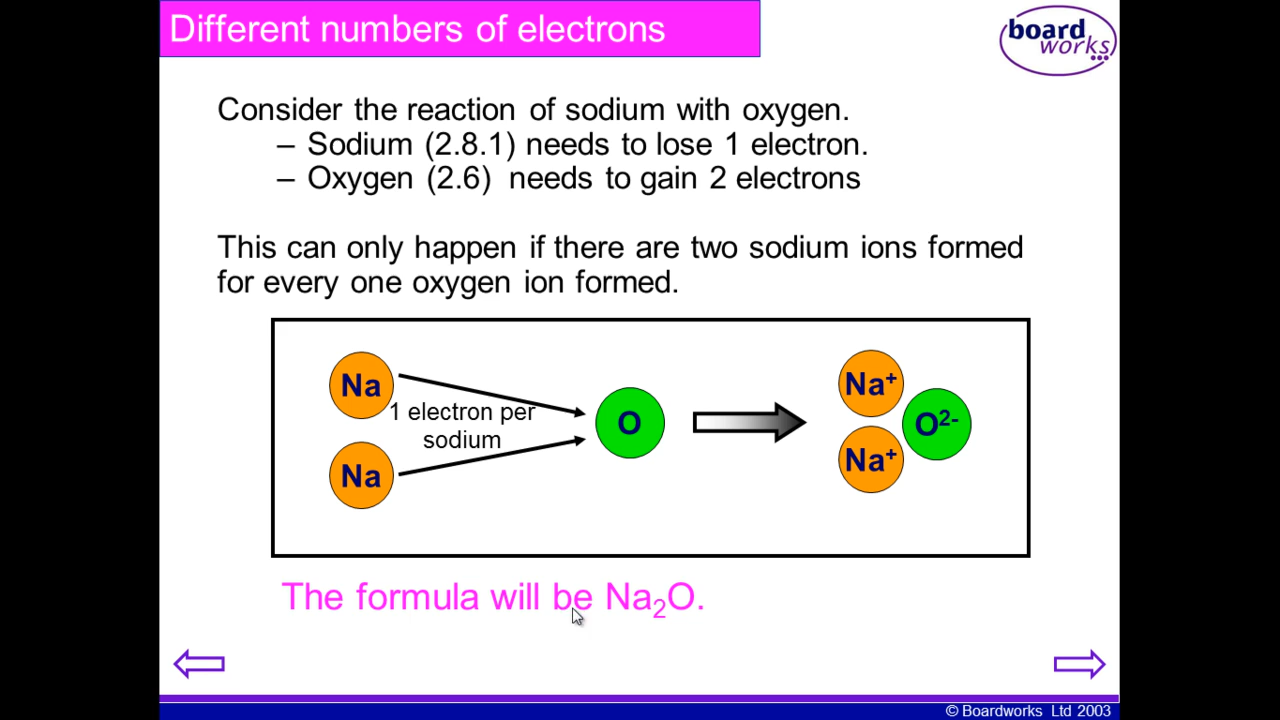 Different numbers of electrons
board
works
Consider the reaction of sodium with oxygen.
– Sodium (2.8.1) needs to lose 1 electron.
– Oxygen (2.6) needs to gain 2 electrons
This can only happen if there are two sodium ions formed
for every one oxygen ion formed.
Na
1 electron per
sodium
Na
O
Na⁺
Na⁺
O²⁻
The formula will be Na₂O.
© Boardworks Ltd 2003